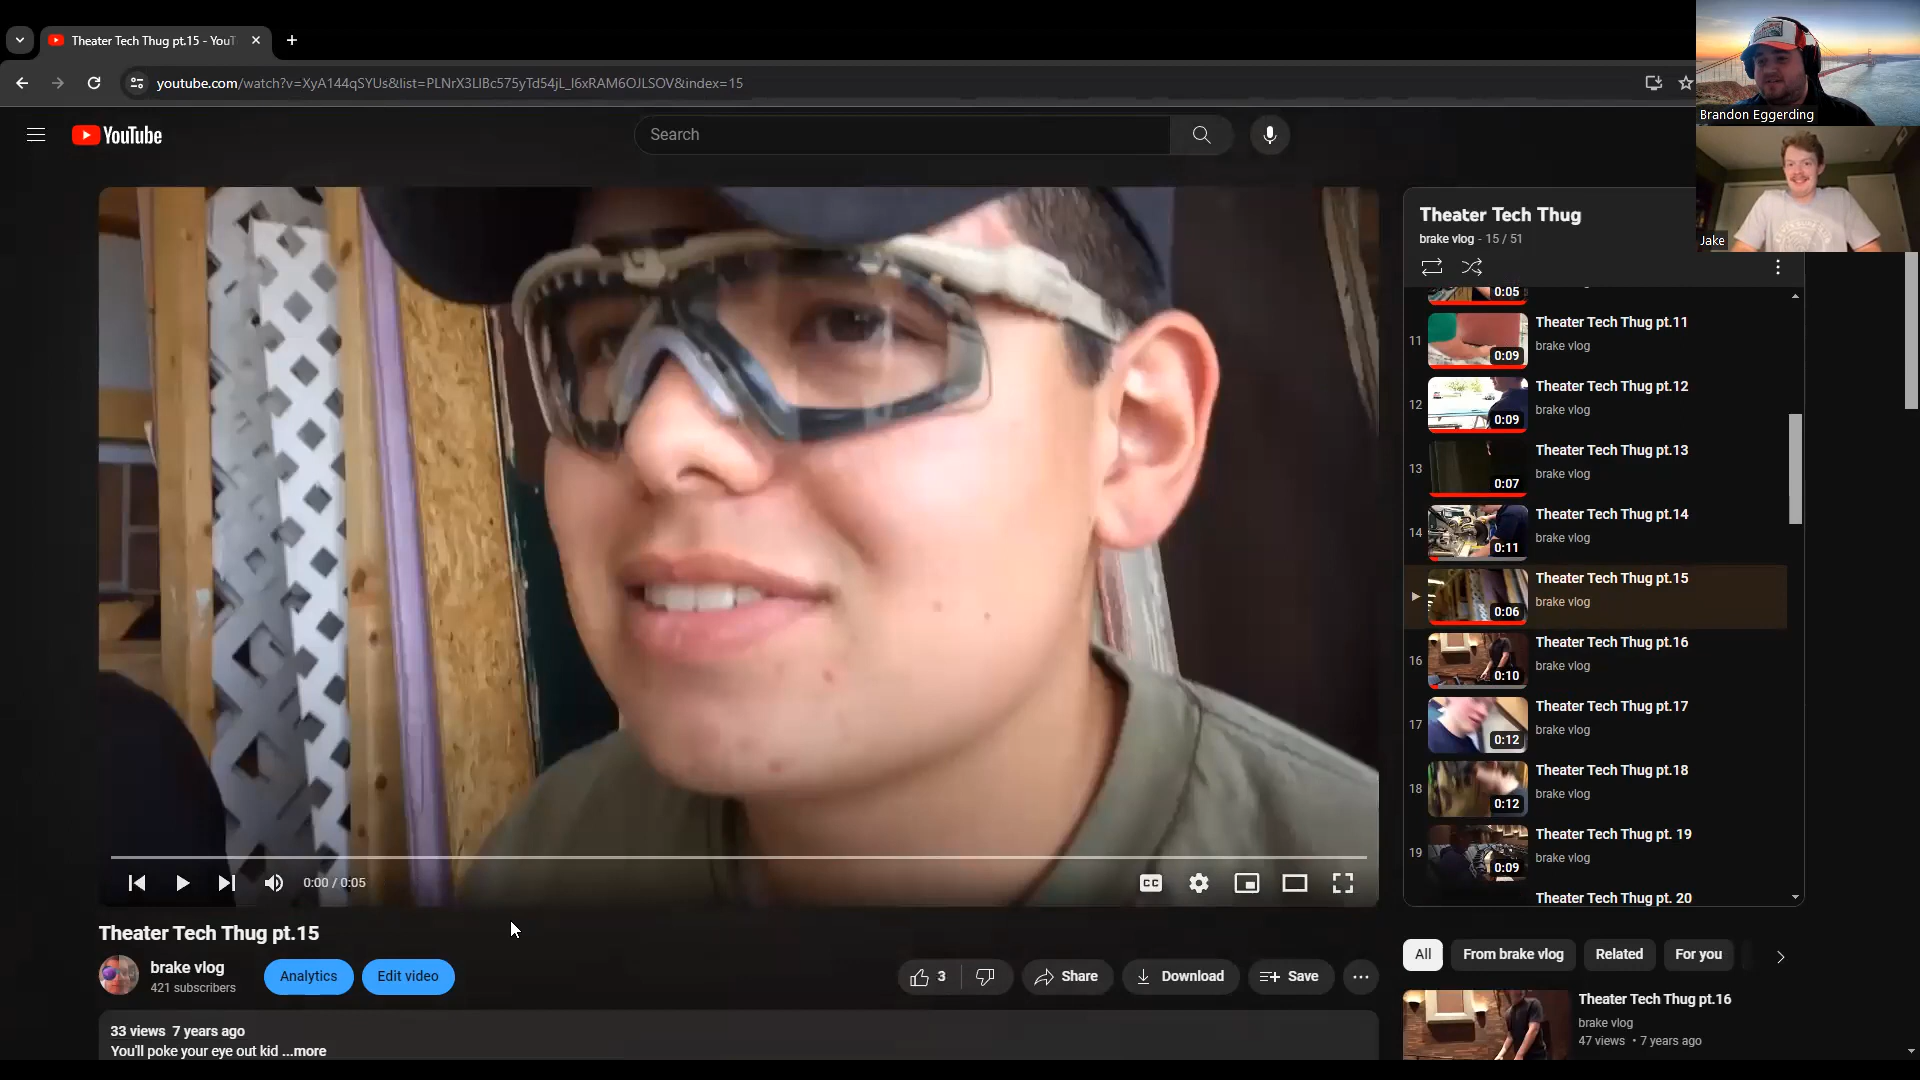 Theater Tech Thug pt.15 - YouT
youtube.com/watch?v=XyA144qSYUs&list=PLNrX3LlBc575yTd54jL_l6xRAM6OJLSOV&index=15
Brandon Eggerding
Jake
YouTube
Search
Theater Tech Thug
brake vlog - 15 / 51
0:05
11
0:09
Theater Tech Thug pt.11
brake vlog
12
0:09
Theater Tech Thug pt.12
brake vlog
13
0:07
Theater Tech Thug pt.13
brake vlog
14
0:11
Theater Tech Thug pt.14
brake vlog
0:06
Theater Tech Thug pt.15
brake vlog
16
0:10
Theater Tech Thug pt.16
brake vlog
17
0:12
Theater Tech Thug pt.17
brake vlog
18
0:12
Theater Tech Thug pt.18
brake vlog
19
0:09
Theater Tech Thug pt. 19
brake vlog
Theater Tech Thug pt. 20
0:00 / 0:05
CC
Theater Tech Thug pt.15
brake vlog
421 subscribers
Analytics
Edit video
3
Share
Download
Save
33 views 7 years ago
You'll poke your eye out kid ...more
All
From brake vlog
Related
For you
Theater Tech Thug pt.16
brake vlog
47 views • 7 years ago